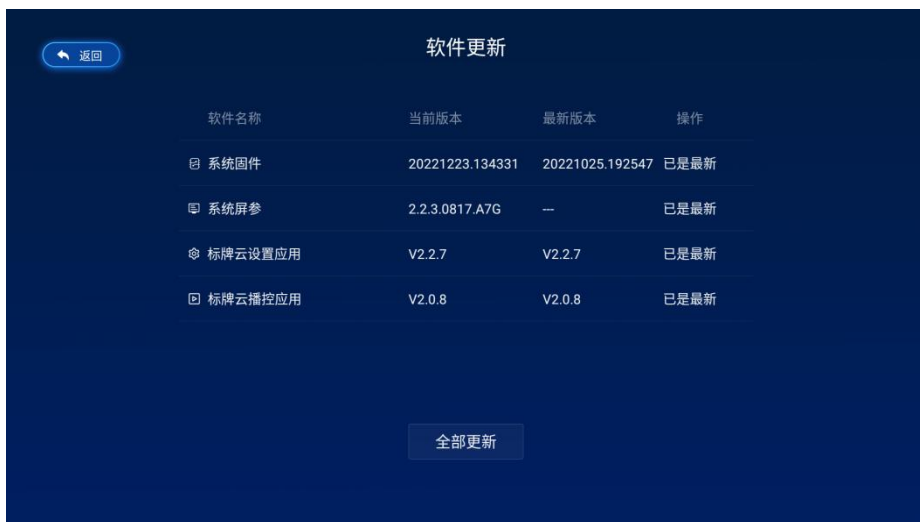 返回
软件更新
软件名称 当前版本 最新版本 操作
系统固件 20221223.134331 20221025.192547 已是最新
系统屏参 2.2.3.0817.A7G --- 已是最新
标牌云设置应用 V2.2.7 V2.2.7 已是最新
标牌云播控应用 V2.0.8 V2.0.8 已是最新
全部更新